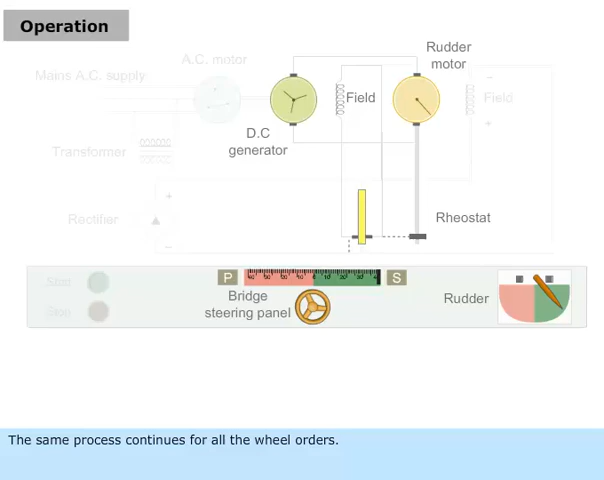 Operation
A.C. motor
Rudder
motor
Mains A.C. supply
Field
Field
D.C
generator
Transformer
Rheostat
Rectifier
P
S
Start
Stop
Bridge
steering panel
Rudder
The same process continues for all the wheel orders.